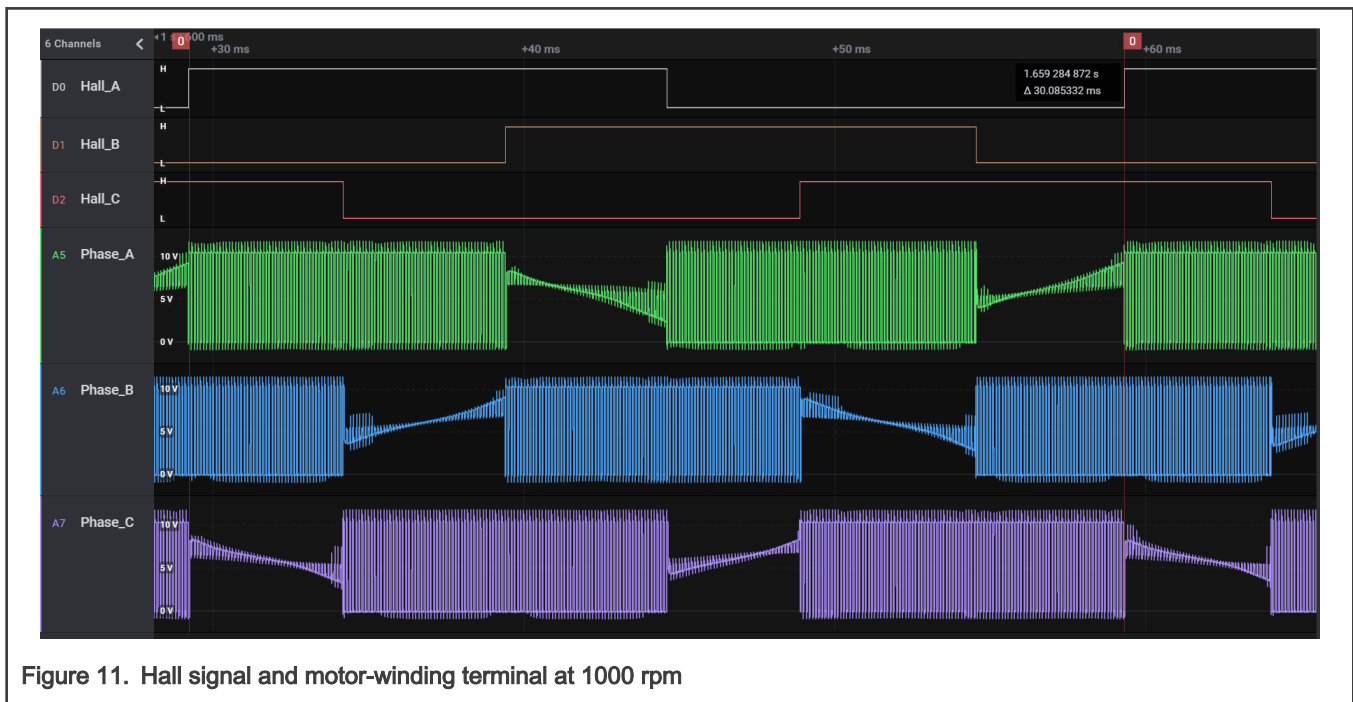 6 Channels
0
0
+30 ms
+40 ms
+50 ms
+60 ms
D0 Hall_A
H
L
1.659 284 872 s
Δ 30.085332 ms
D1 Hall_B
H
L
D2 Hall_C
H
L
A5 Phase_A
10 V
5 V
0 V
A6 Phase_B
10 V
5 V
0 V
A7 Phase_C
10 V
5 V
0 V
Figure 11. Hall signal and motor-winding terminal at 1000 rpm